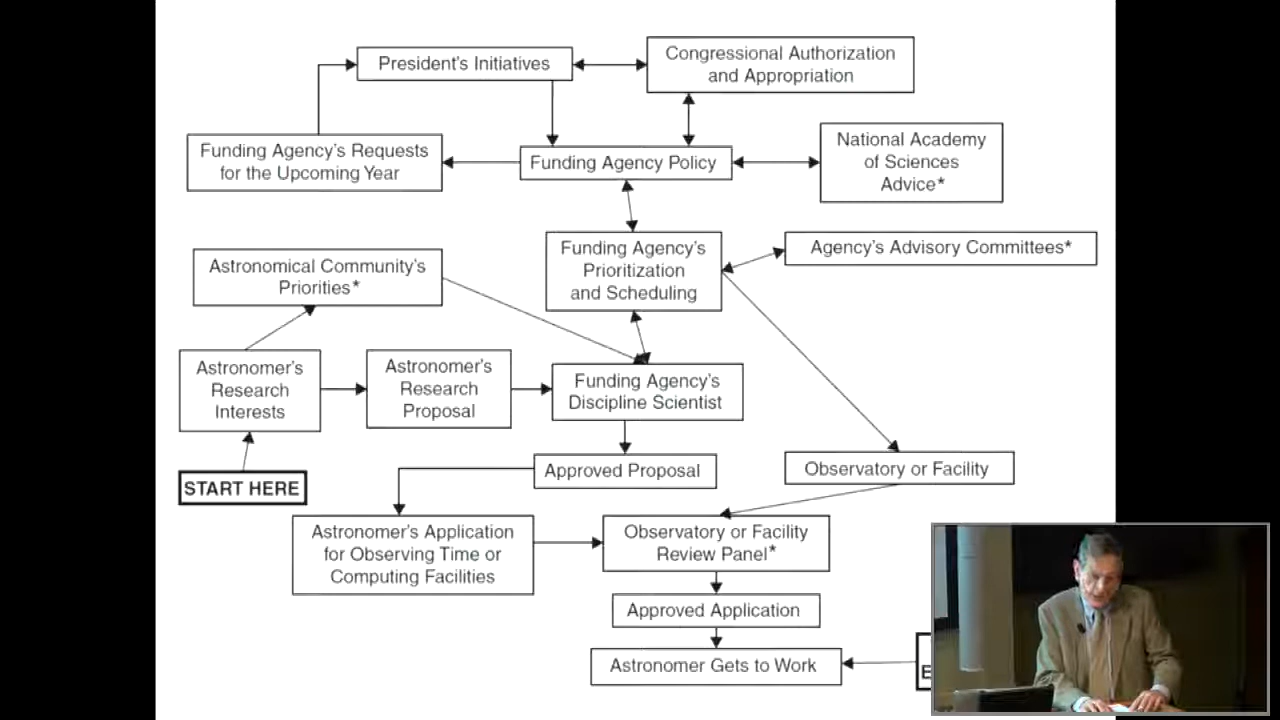 President's Initiatives
Congressional Authorization
and Appropriation
Funding Agency's Requests
for the Upcoming Year
Funding Agency Policy
National Academy
of Sciences
Advice*
Astronomical Community's
Priorities*
Funding Agency's
Prioritization
and Scheduling
Agency's Advisory Committees*
Astronomer's
Research
Interests
Astronomer's
Research
Proposal
Funding Agency's
Discipline Scientist
START HERE
Approved Proposal
Observatory or Facility
Astronomer's Application
for Observing Time or
Computing Facilities
Observatory or Facility
Review Panel*
Approved Application
Astronomer Gets to Work